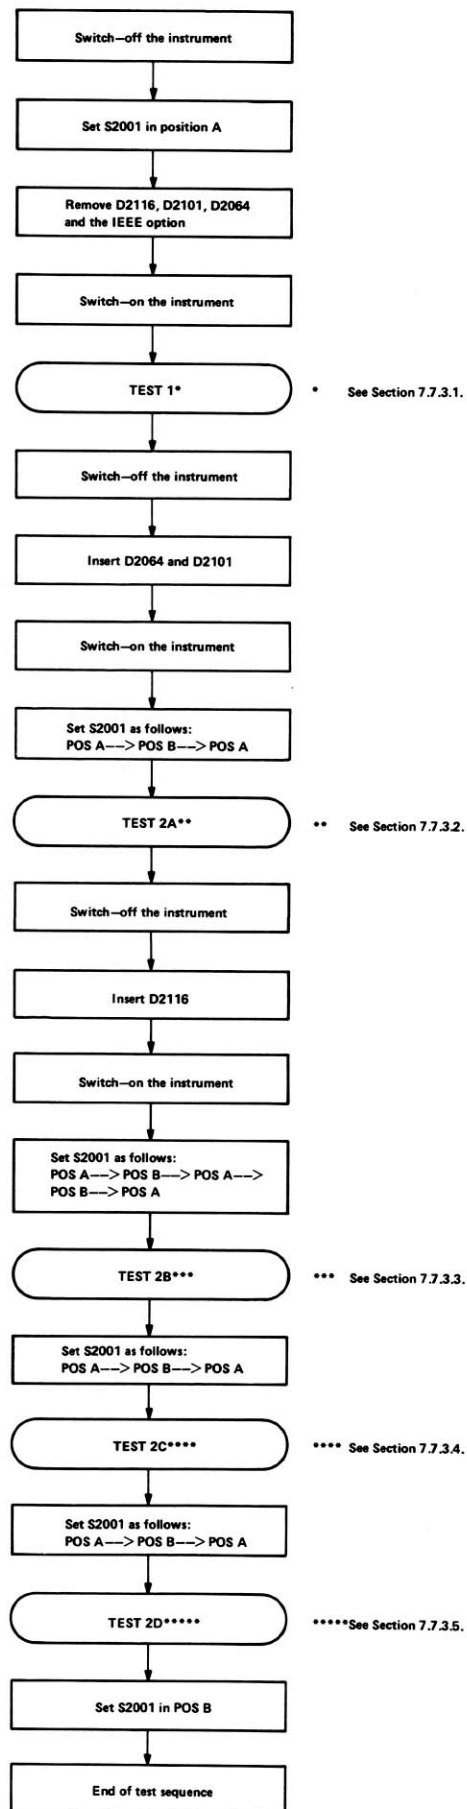 Switch—off the instrument
Set S2001 in position A
Remove D2116, D2101, D2064
and the IEEE option
Switch—on the instrument
TEST 1*
* See Section 7.7.3.1.
Switch—off the instrument
Insert D2064 and D2101
Switch—on the instrument
Set S2001 as follows:
POS A——> POS B——> POS A
TEST 2A**
** See Section 7.7.3.2.
Switch—off the instrument
Insert D2116
Switch—on the instrument
Set S2001 as follows:
POS A——> POS B——> POS A——>
POS B——> POS A
TEST 2B***
*** See Section 7.7.3.3.
Set S2001 as follows:
POS A——> POS B——> POS A
TEST 2C****
**** See Section 7.7.3.4.
Set S2001 as follows:
POS A——> POS B——> POS A
TEST 2D*****
*****See Section 7.7.3.5.
Set S2001 in POS B
End of test sequence